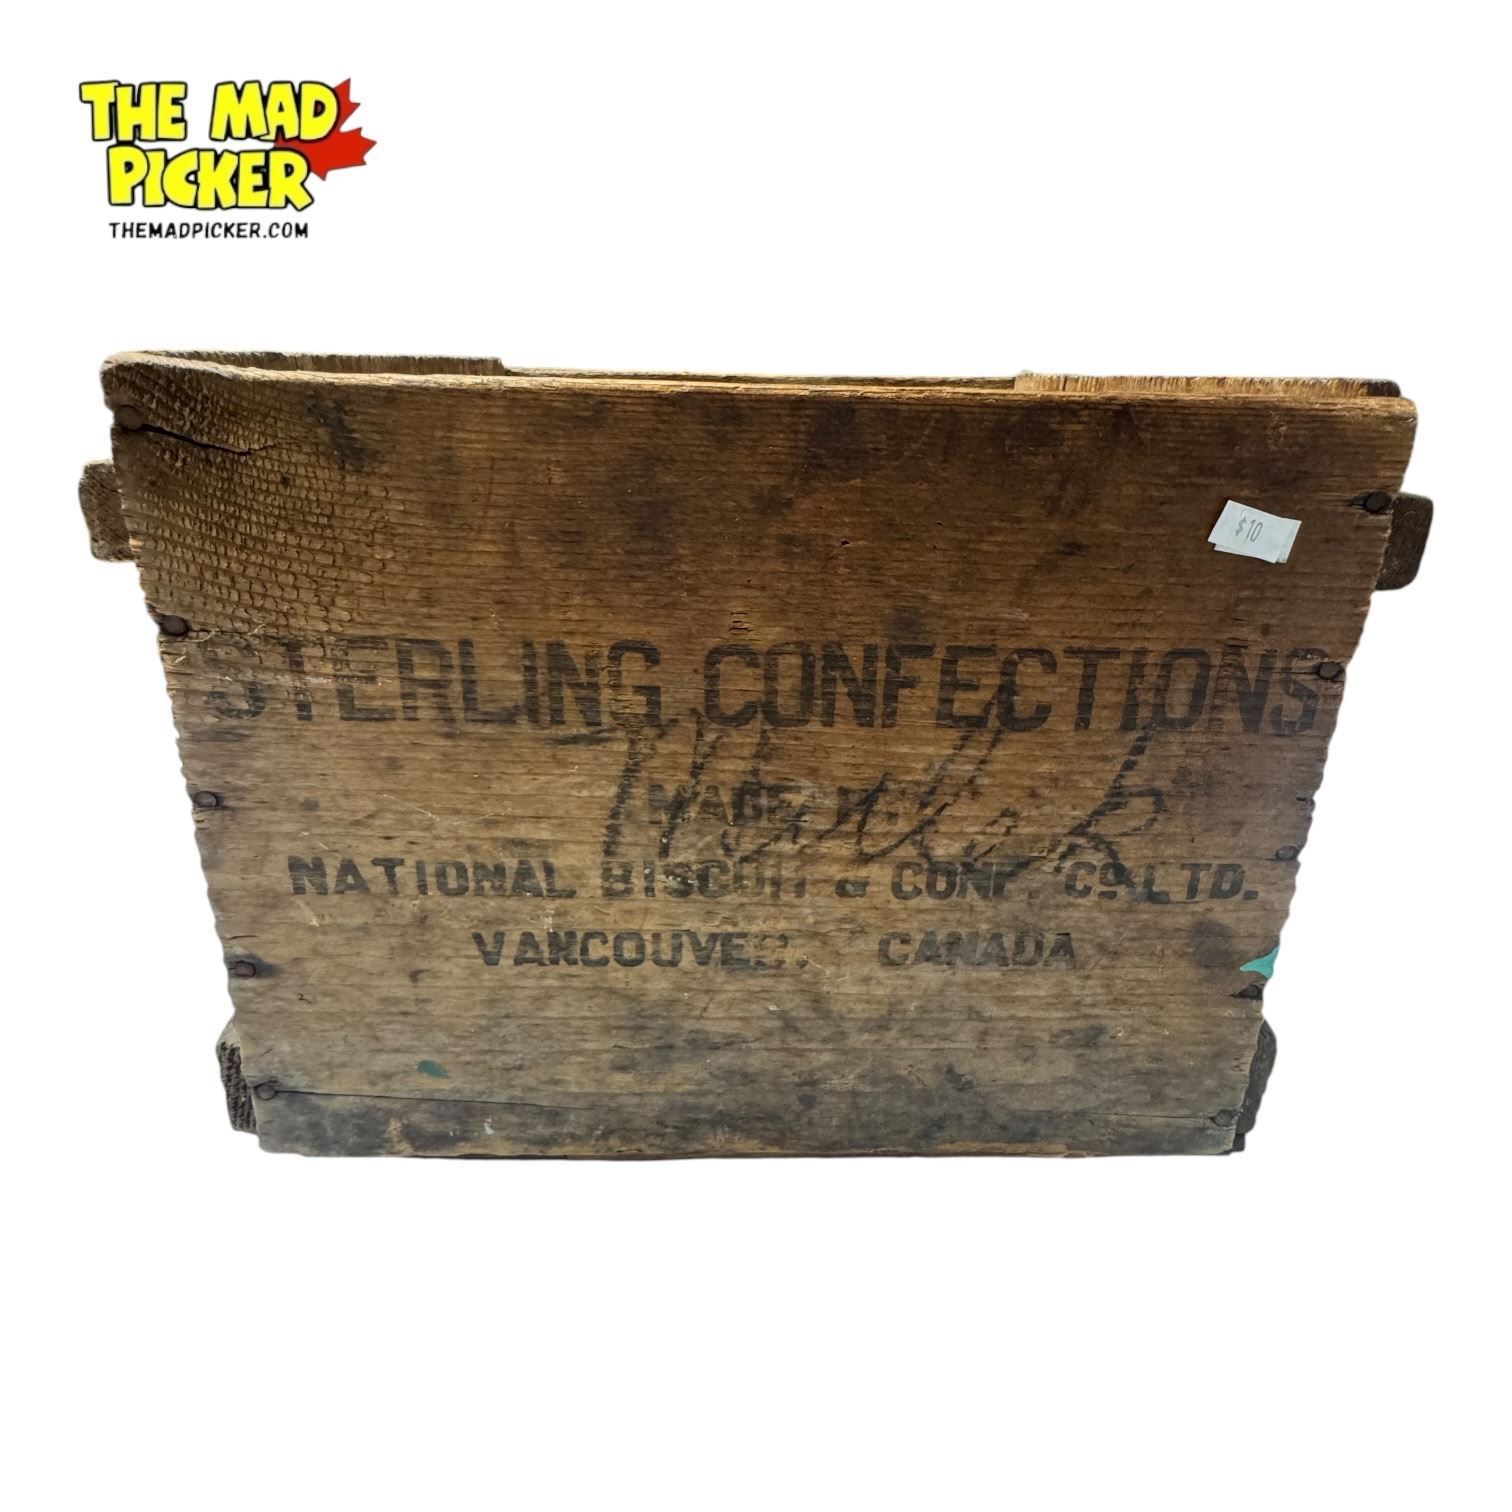 THE MAD
PICKER
THEMADPICKER.COM
$10
STERLING CONFECTIONS
MADE BY
NATIONAL BISCUIT & CONF. Co LTD.
VANCOUVER, CANADA